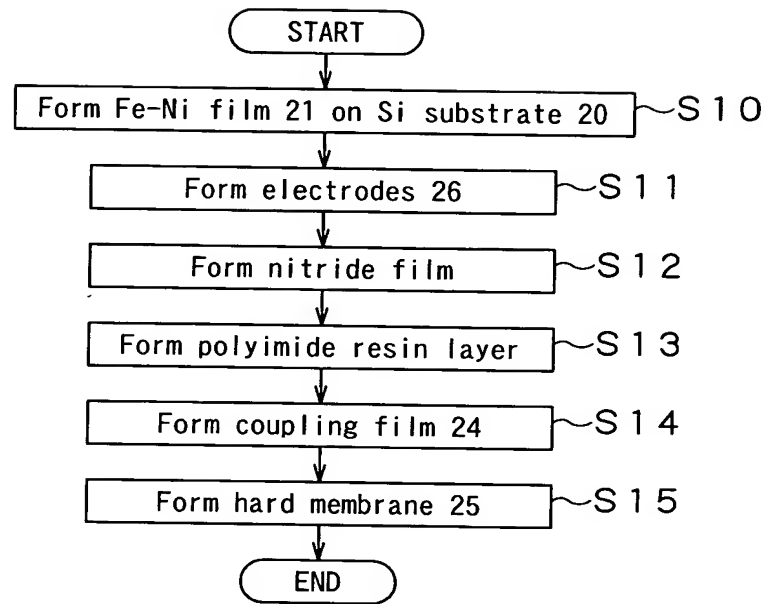 START
Form Fe-Ni film 21 on Si substrate 20 S10
Form electrodes 26 S11
Form nitride film S12
Form polyimide resin layer S13
Form coupling film 24 S14
Form hard membrane 25 S15
END